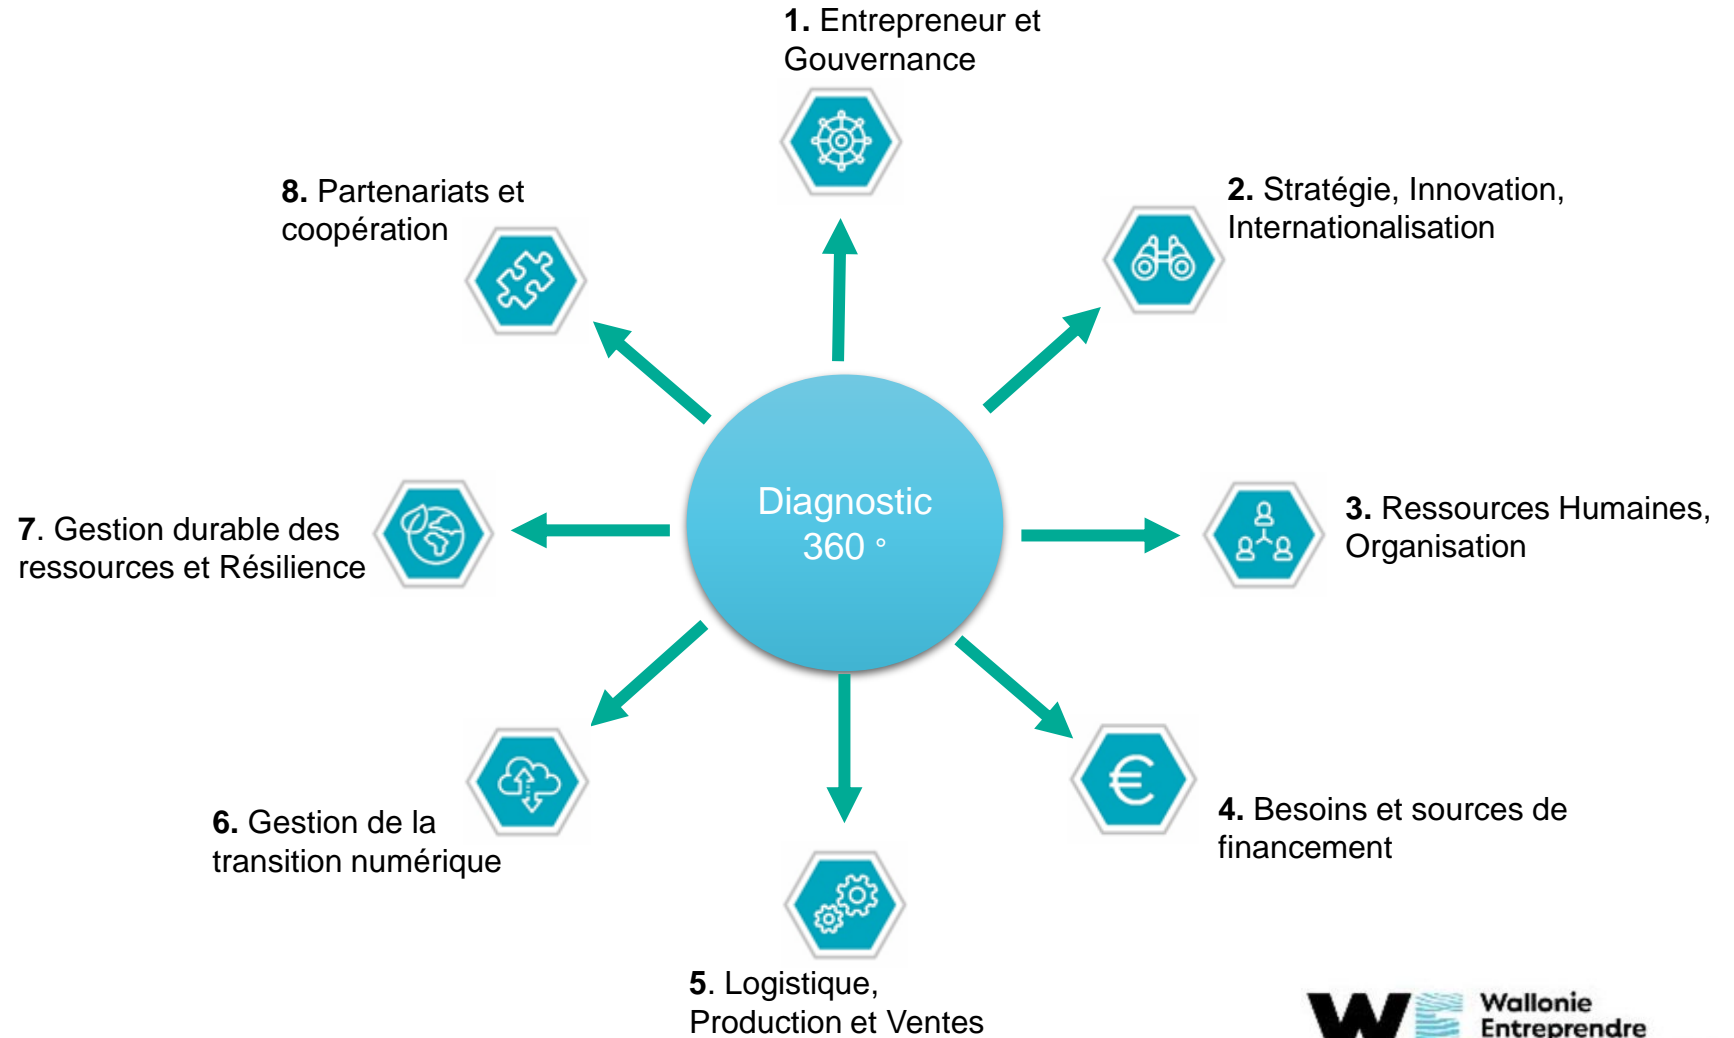 1. Entrepreneur et
Gouvernance
2. Stratégie, Innovation,
Internationalisation
3. Ressources Humaines,
Organisation
4. Besoins et sources de
financement
5. Logistique,
Production et Ventes
6. Gestion de la
transition numérique
7. Gestion durable des
ressources et Résilience
8. Partenariats et
coopération
Diagnostic
360 °
€
WE
Wallonie
Entreprendre